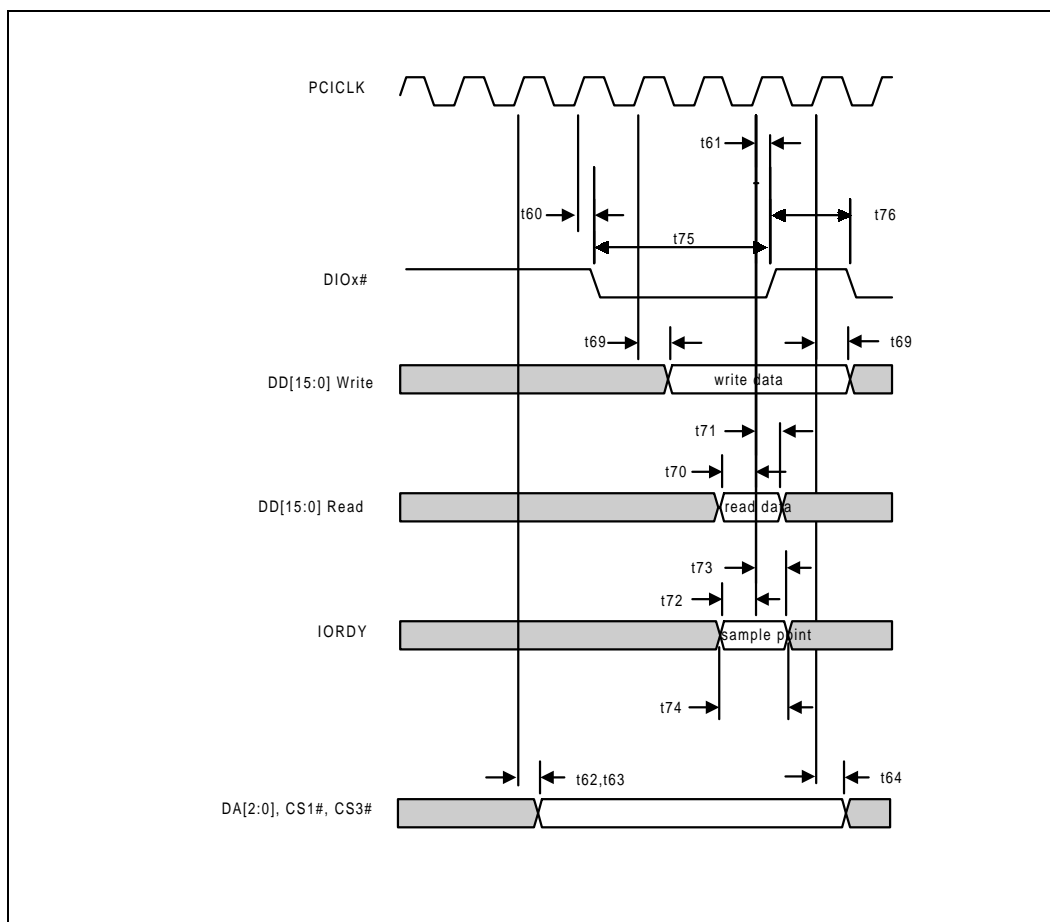 PCICLK
t61
t60
t76
t75
DIOx#
t69
t69
DD[15:0] Write
write data
t71
t70
DD[15:0] Read
read data
t73
t72
IORDY
sample point
t74
t62,t63
t64
DA[2:0], CS1#, CS3#